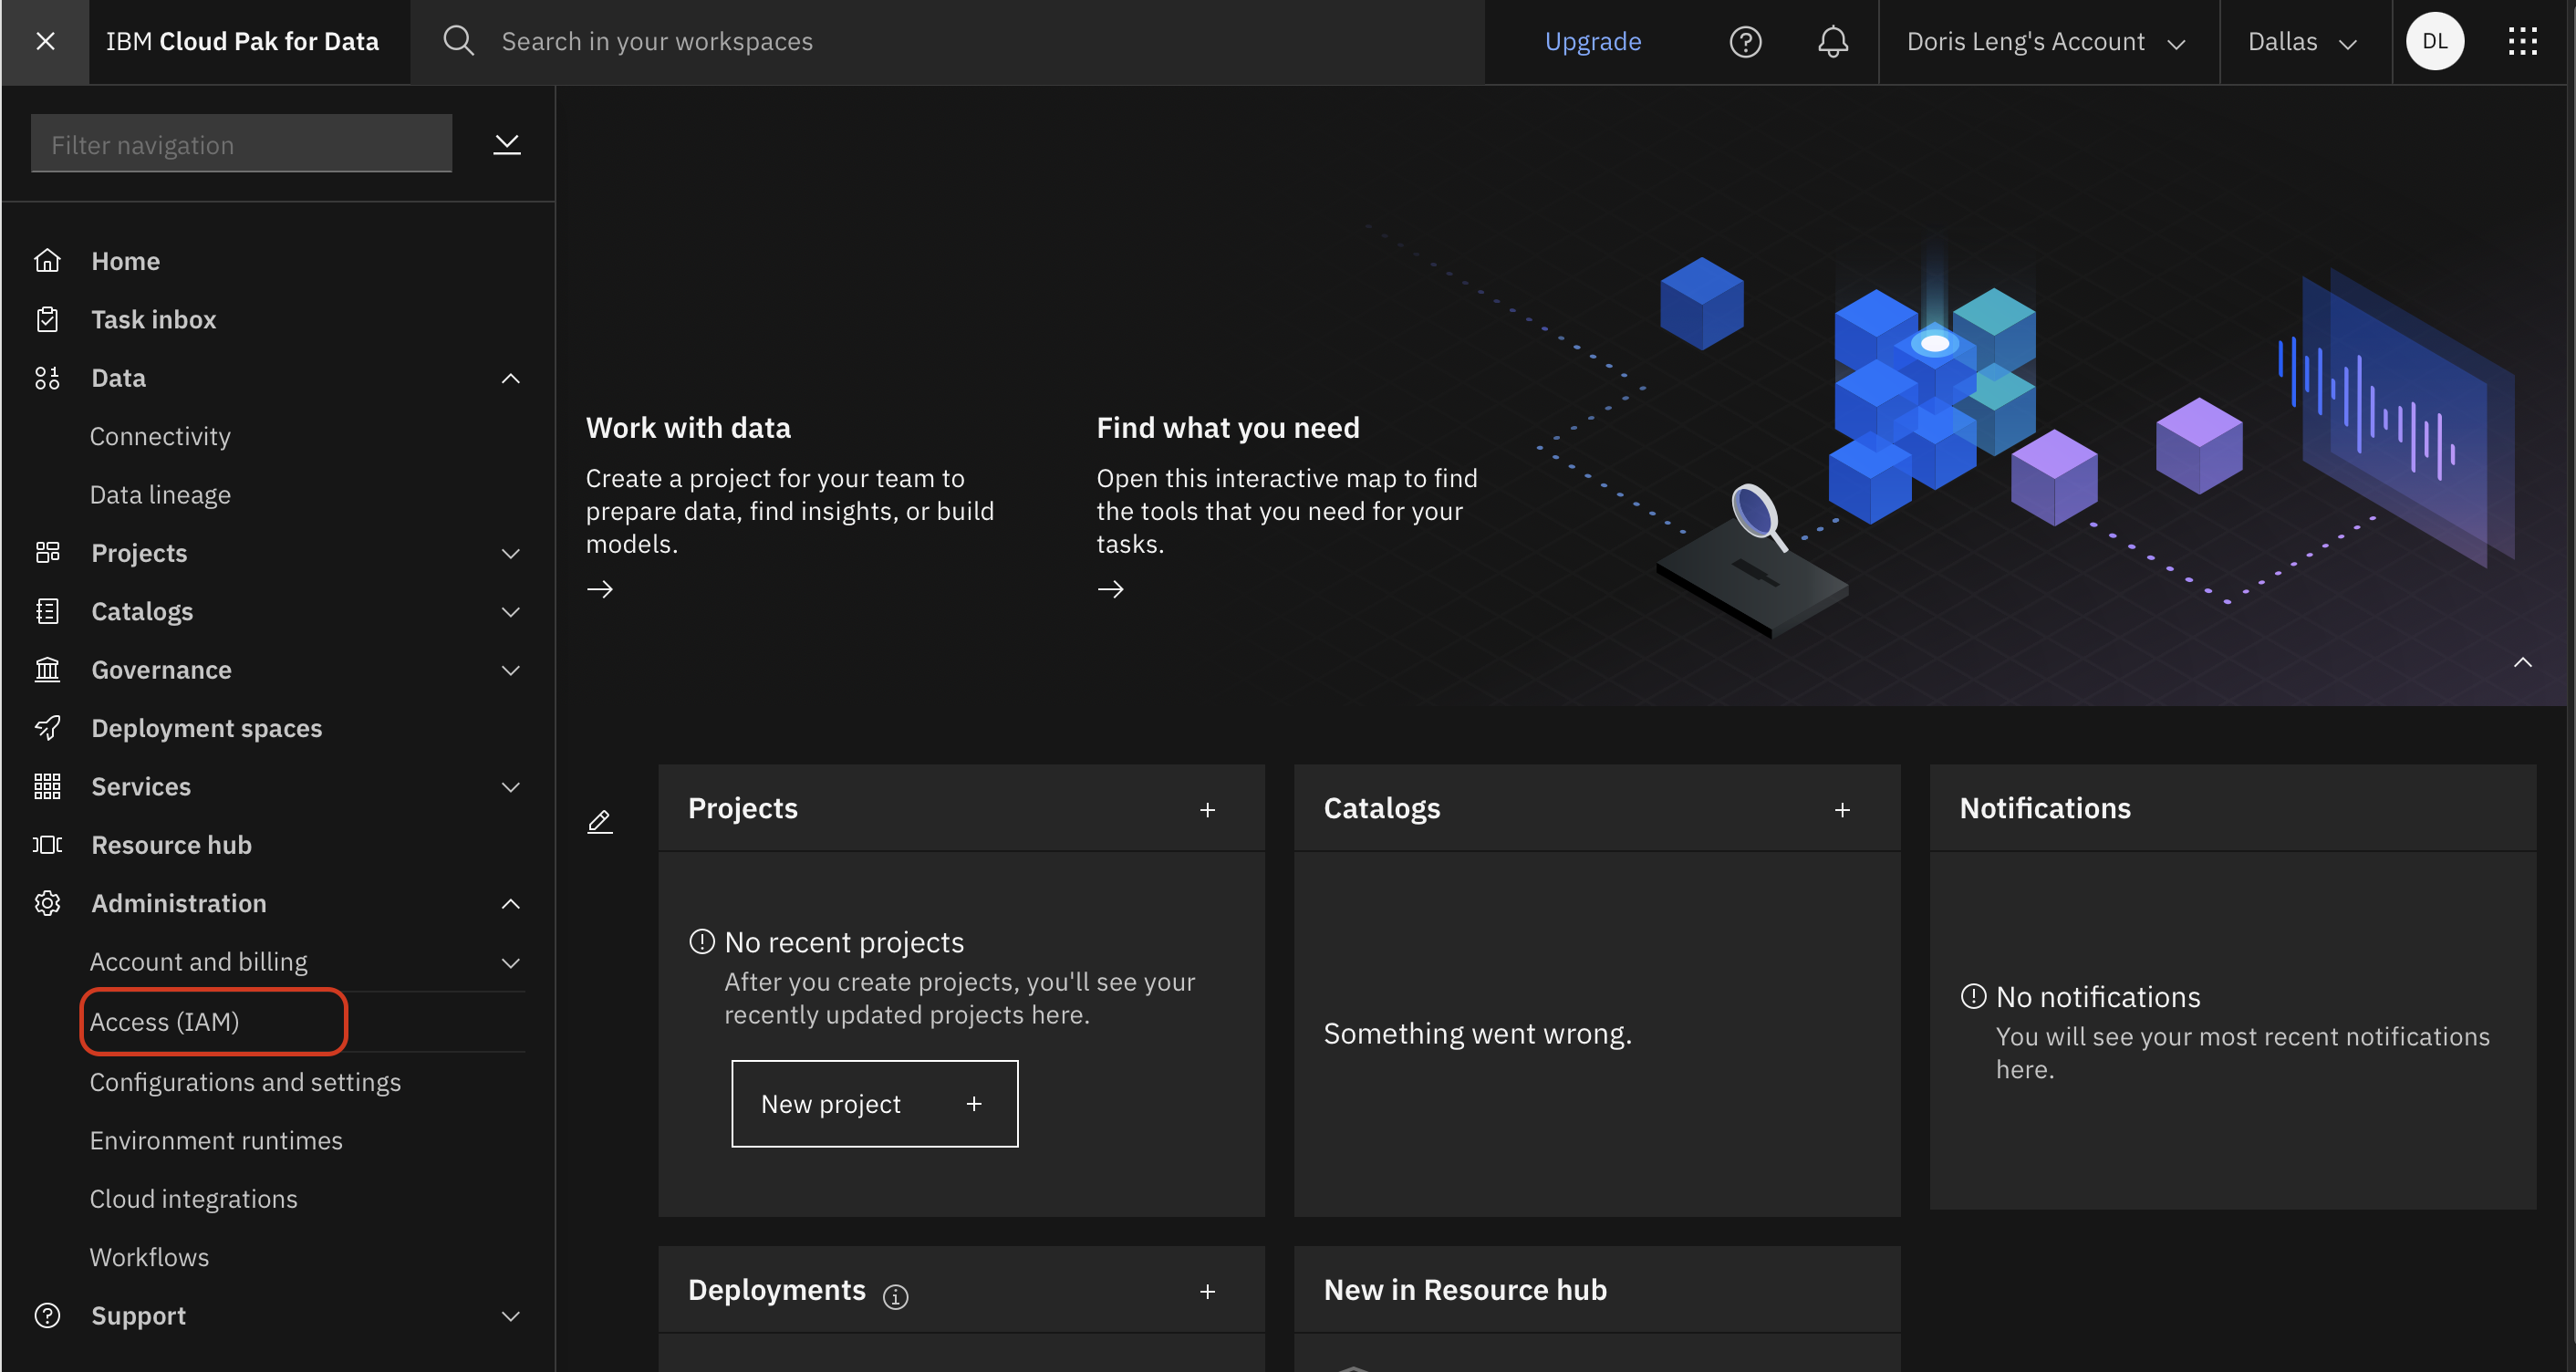 IBM Cloud Pak for Data
Search in your workspaces
Upgrade
Doris Leng's Account
Dallas
DL
Filter navigation
Home
Task inbox
Data
Connectivity
Data lineage
Projects
Catalogs
Governance
Deployment spaces
Services
Resource hub
Administration
Account and billing
Access (IAM)
Configurations and settings
Environment runtimes
Cloud integrations
Workflows
Support
Work with data
Create a project for your team to
prepare data, find insights, or build
models.
Find what you need
Open this interactive map to find
the tools that you need for your
tasks.
Projects
No recent projects
After you create projects, you'll see your
recently updated projects here.
New project
Catalogs
Something went wrong.
Notifications
No notifications
You will see your most recent notifications
here.
Deployments
New in Resource hub